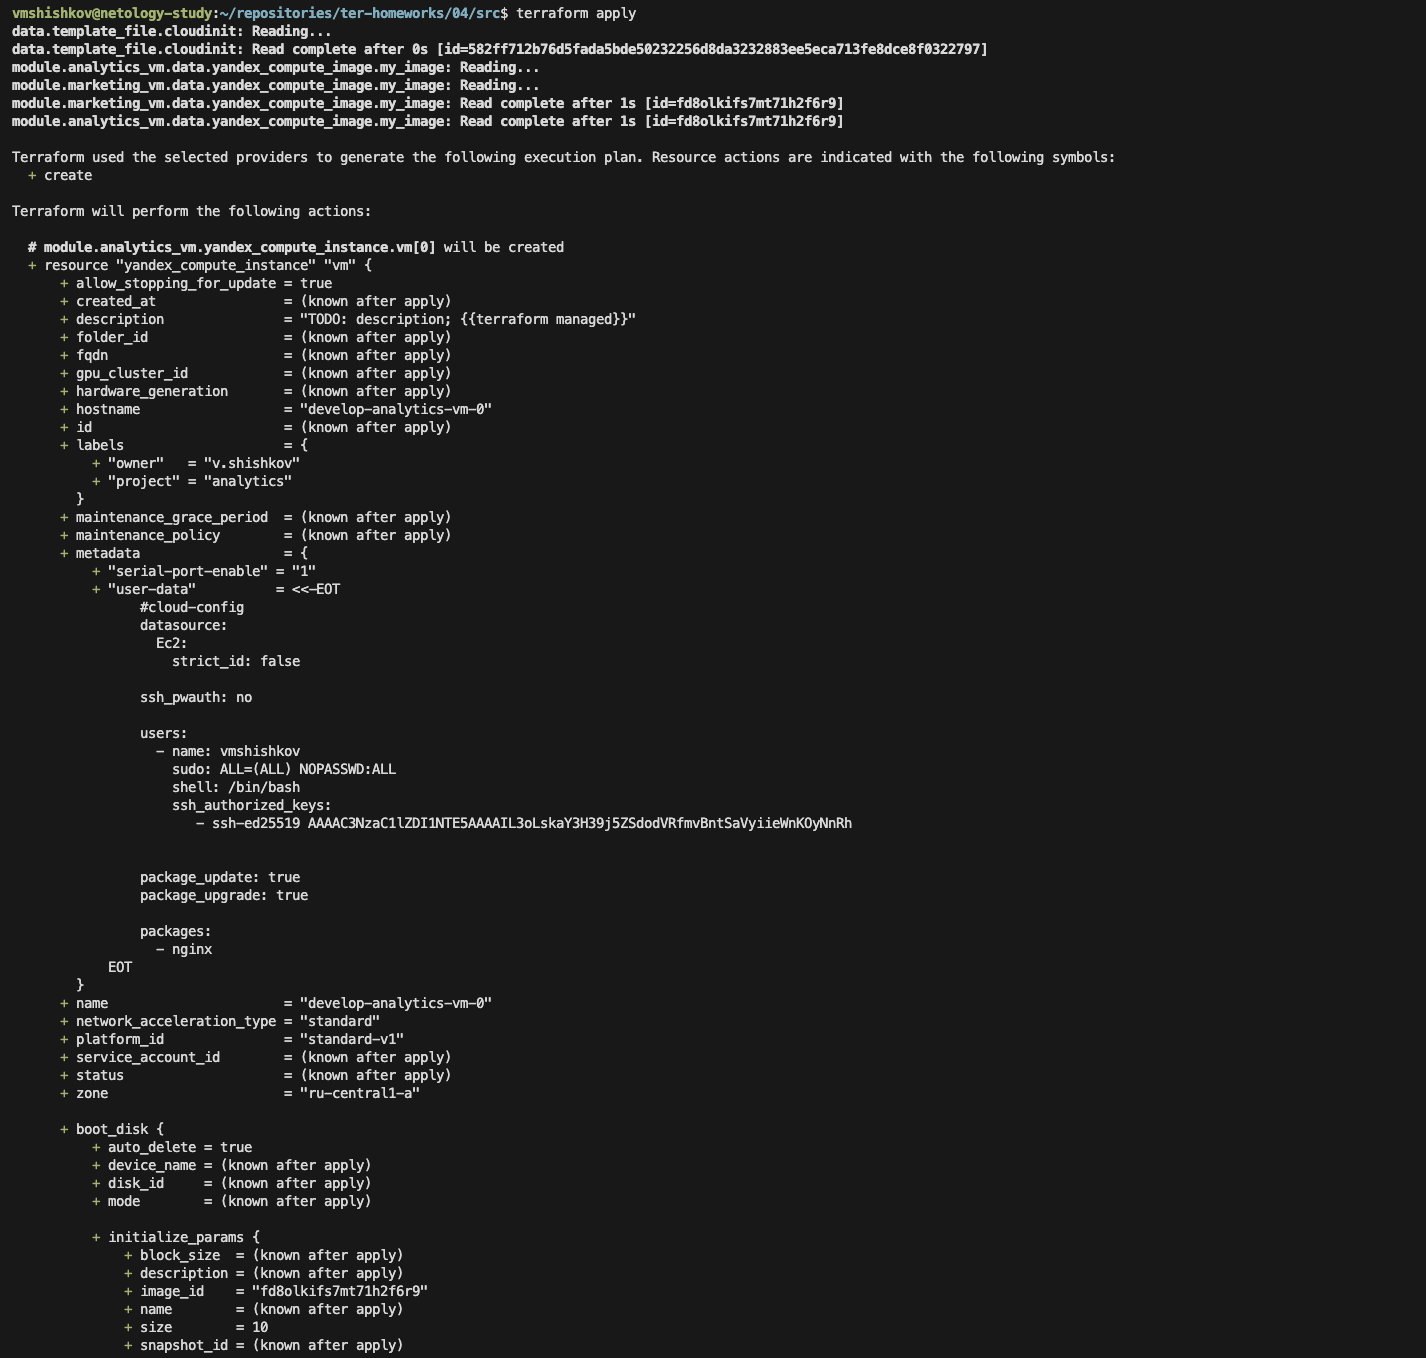 vmshishkov@netology-study:~/repositories/ter-homeworks/04/src$ terraform apply
data.template_file.cloudinit: Reading...
data.template_file.cloudinit: Read complete after 0s [id=582ff712b76d5fada5bde50232256d8da3232883ee5eca713fe8dce8f0322797]
module.analytics_vm.data.yandex_compute_image.my_image: Reading...
module.marketing_vm.data.yandex_compute_image.my_image: Reading...
module.marketing_vm.data.yandex_compute_image.my_image: Read complete after 1s [id=fd8olkifs7mt71h2f6r9]
module.analytics_vm.data.yandex_compute_image.my_image: Read complete after 1s [id=fd8olkifs7mt71h2f6r9]

Terraform used the selected providers to generate the following execution plan. Resource actions are indicated with the following symbols:
  + create

Terraform will perform the following actions:

  # module.analytics_vm.yandex_compute_instance.vm[0] will be created
  + resource "yandex_compute_instance" "vm" {
      + allow_stopping_for_update = true
      + created_at                = (known after apply)
      + description               = "TODO: description; {{terraform managed}}"
      + folder_id                 = (known after apply)
      + fqdn                      = (known after apply)
      + gpu_cluster_id            = (known after apply)
      + hardware_generation       = (known after apply)
      + hostname                  = "develop-analytics-vm-0"
      + id                        = (known after apply)
      + labels                    = {
          + "owner"   = "v.shishkov"
          + "project" = "analytics"
        }
      + maintenance_grace_period  = (known after apply)
      + maintenance_policy        = (known after apply)
      + metadata                  = {
          + "serial-port-enable" = "1"
          + "user-data"          = <<-EOT
                #cloud-config
                datasource:
                  Ec2:
                    strict_id: false

                ssh_pwauth: no

                users:
                  - name: vmshishkov
                    sudo: ALL=(ALL) NOPASSWD:ALL
                    shell: /bin/bash
                    ssh_authorized_keys:
                       - ssh-ed25519 AAAAC3NzaC1lZDI1NTE5AAAAIL3oLskaY3H39j5ZSdodVRfmvBntSaVyiieWnKOyNnRh


                package_update: true
                package_upgrade: true

                packages:
                  - nginx
            EOT
        }
      + name                      = "develop-analytics-vm-0"
      + network_acceleration_type = "standard"
      + platform_id               = "standard-v1"
      + service_account_id        = (known after apply)
      + status                    = (known after apply)
      + zone                      = "ru-central1-a"

      + boot_disk {
          + auto_delete = true
          + device_name = (known after apply)
          + disk_id     = (known after apply)
          + mode        = (known after apply)

          + initialize_params {
              + block_size  = (known after apply)
              + description = (known after apply)
              + image_id    = "fd8olkifs7mt71h2f6r9"
              + name        = (known after apply)
              + size        = 10
              + snapshot_id = (known after apply)